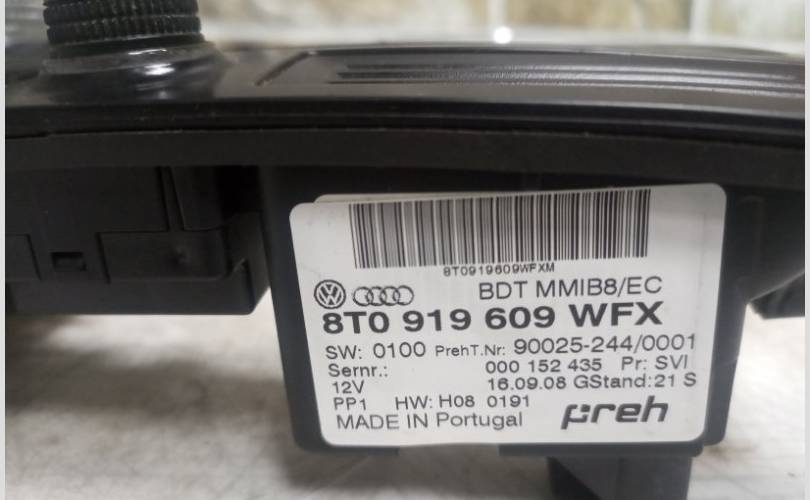 8T0919609WFXM
BDT MMIB8/EC
8T0 919 609 WFX
SW: 0100 PrehT.Nr: 90025-244/0001
Sernr.: 000 152 435 Pr: SVI
12V 16.09.08 GStand:21 S
PP1 HW: H08 0191
MADE IN Portugal preh